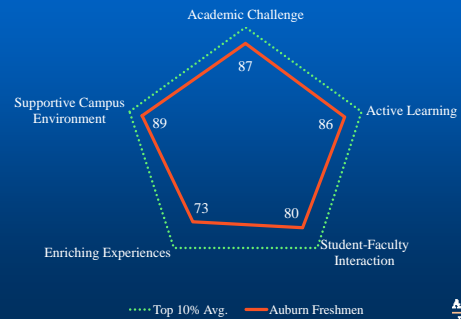 Academic Challenge
87
Supportive Campus
Environment
89
86
Active Learning
73
80
Enriching Experiences
Student-Faculty
Interaction
Top 10% Avg.
Auburn Freshmen